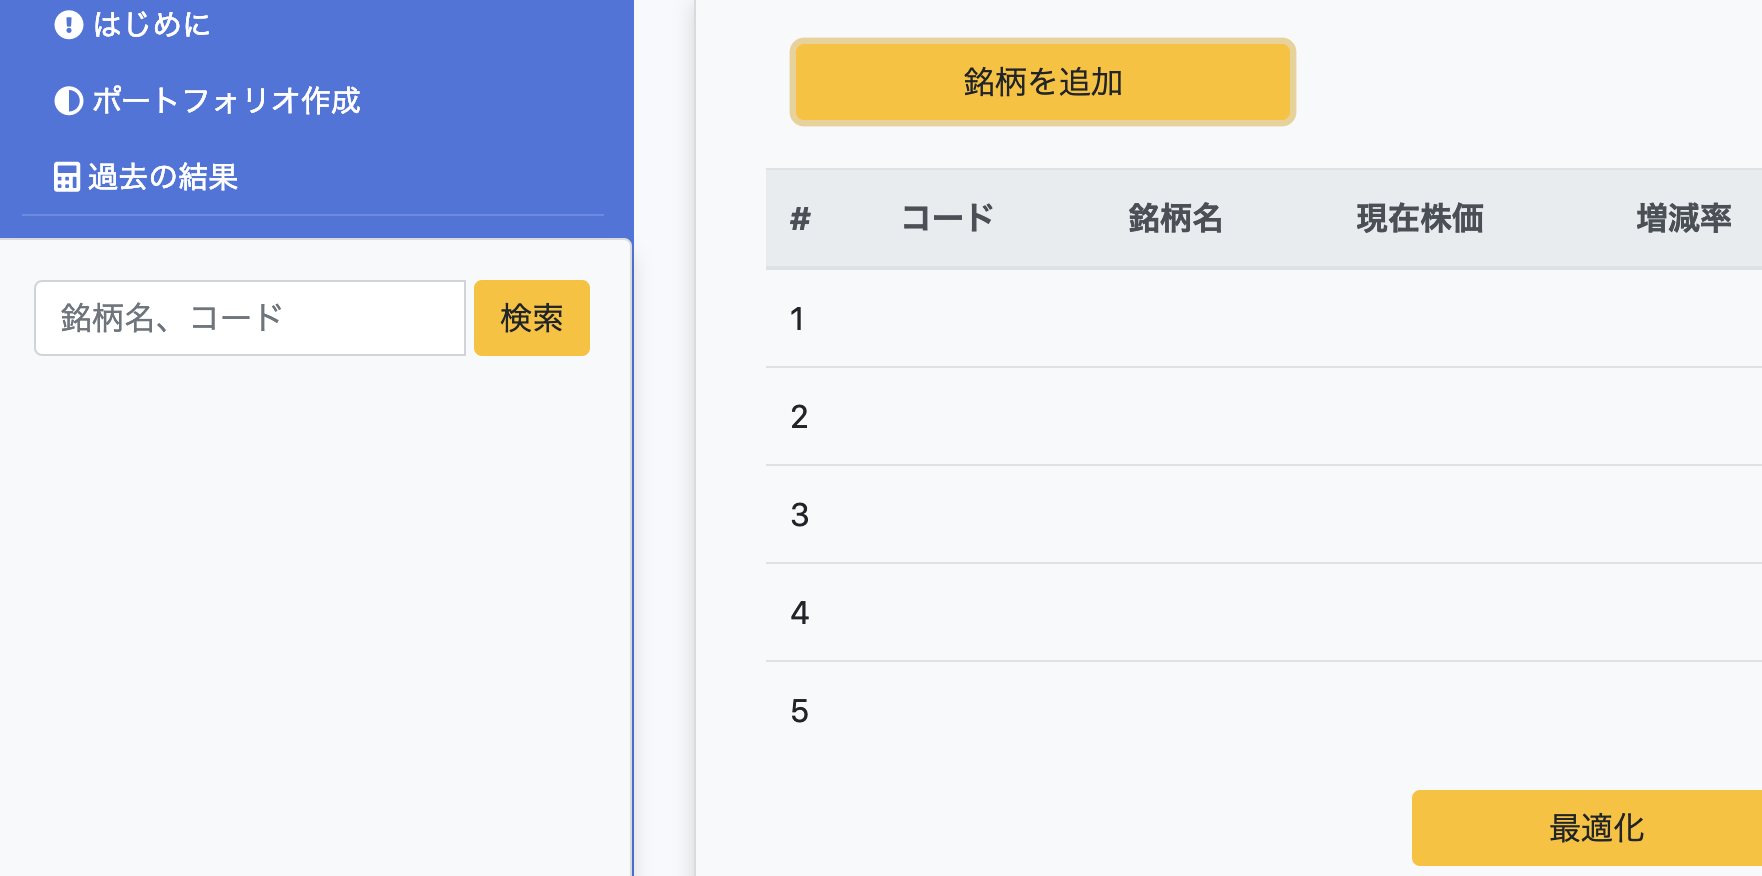 はじめに
ポートフォリオ作成
過去の結果
銘柄名、コード
検索
銘柄を追加
# コード 銘柄名 現在株価 増減率
1
2
3
4
5
最適化